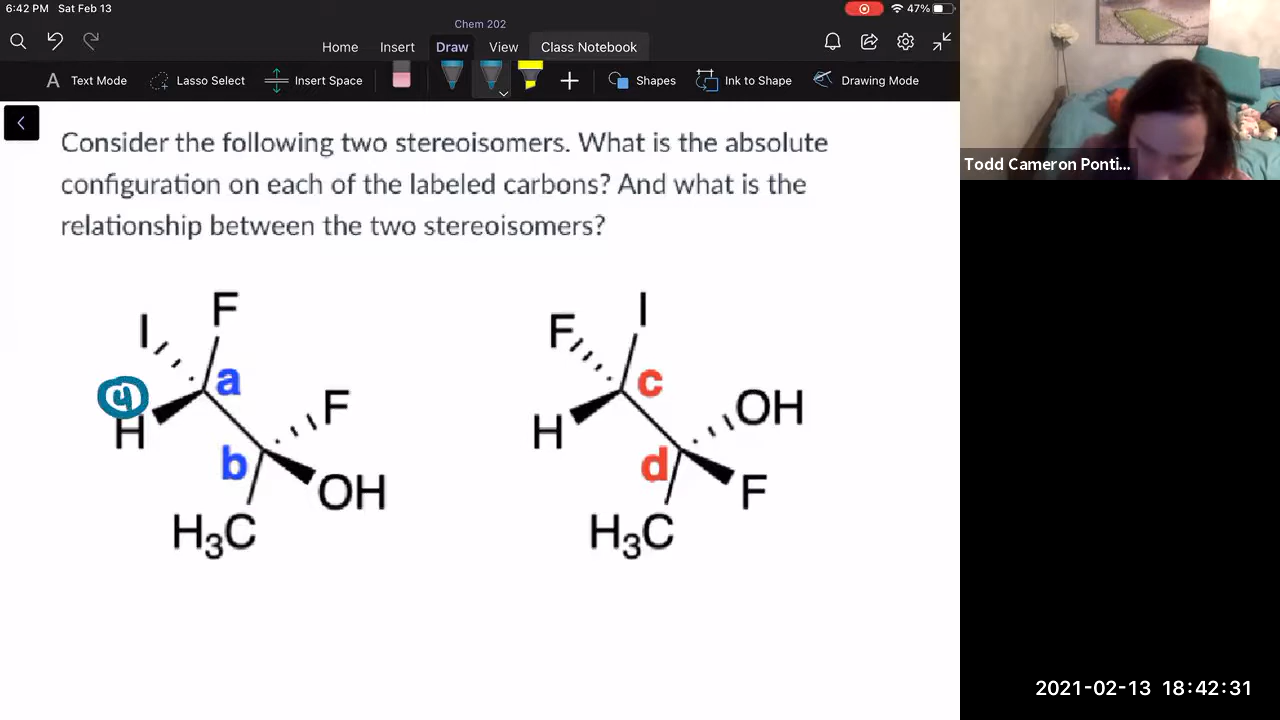 6:42 PM Sat Feb 13
47%
Chem 202
Home Insert Draw View Class Notebook
A Text Mode Lasso Select Insert Space Shapes Ink to Shape Drawing Mode
Consider the following two stereoisomers. What is the absolute
configuration on each of the labeled carbons? And what is the
relationship between the two stereoisomers?
I F
a
4
H
F
b
OH
H3C
F I
c
H
OH
d
F
H3C
Todd Cameron Ponti...
2021-02-13 18:42:31